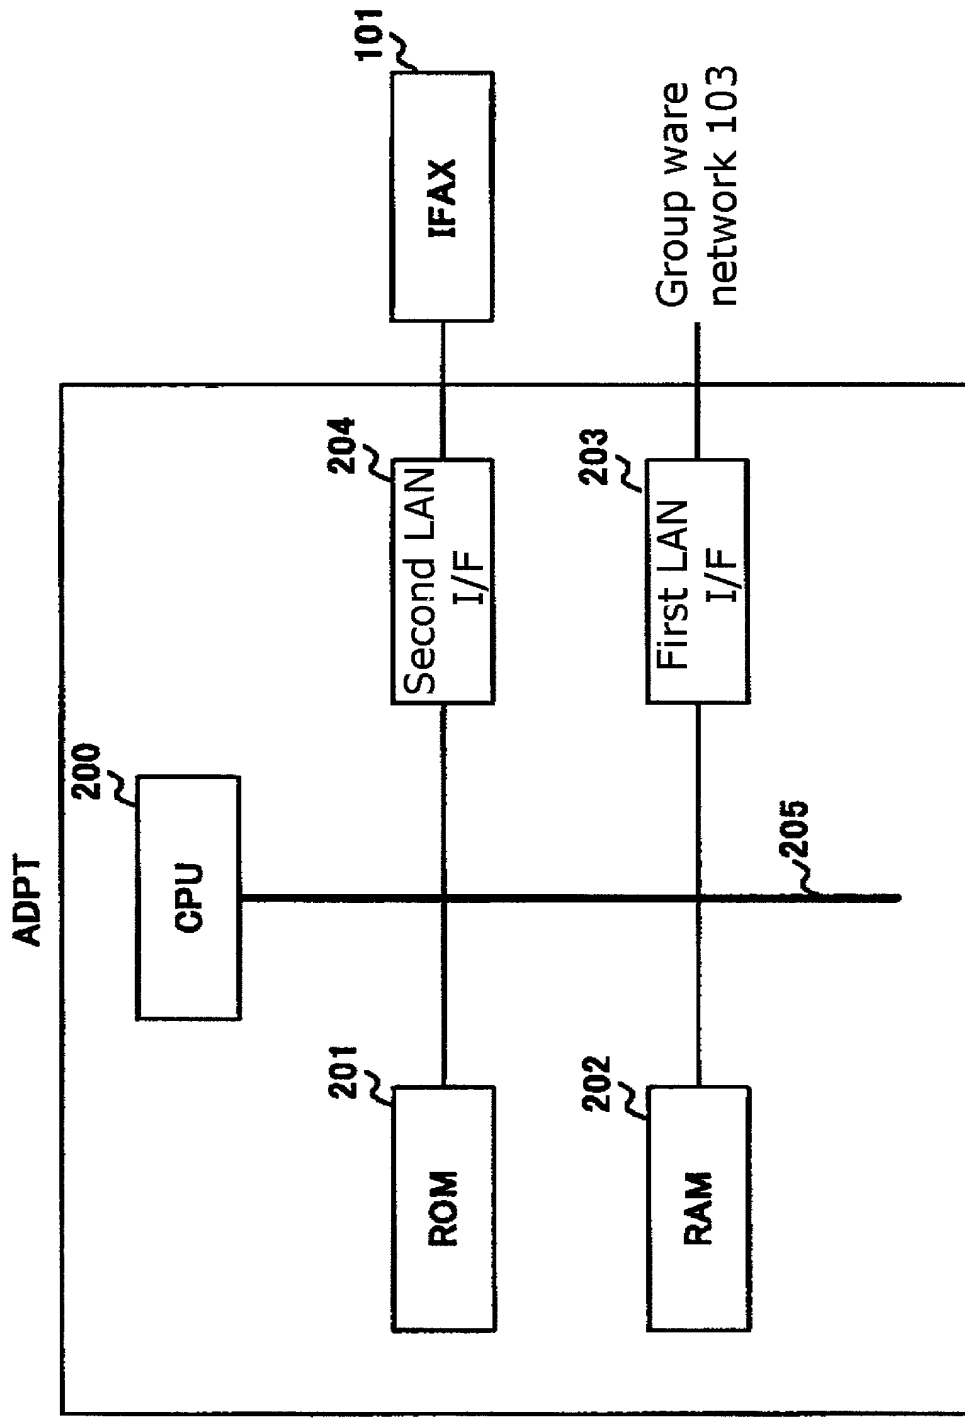 ADPT
200
CPU
201
ROM
204
Second LAN
I/F
101
IFAX
202
RAM
203
First LAN
I/F
Group ware
network 103
205